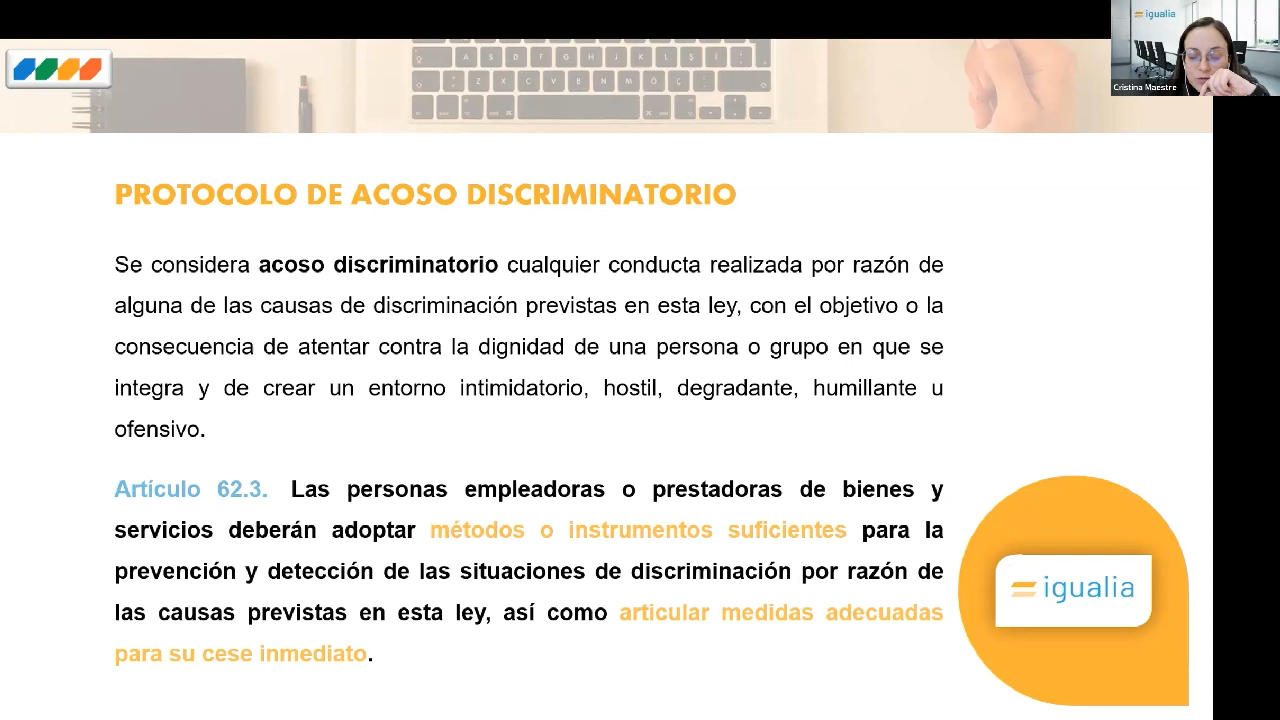 igualia
Cristina Maestre
PROTOCOLO DE ACOSO DISCRIMINATORIO
Se considera acoso discriminatorio cualquier conducta realizada por razón de
alguna de las causas de discriminación previstas en esta ley, con el objetivo o la
consecuencia de atentar contra la dignidad de una persona o grupo en que se
integra y de crear un entorno intimidatorio, hostil, degradante, humillante u
ofensivo.
Artículo 62.3. Las personas empleadoras o prestadoras de bienes y
servicios deberán adoptar métodos o instrumentos suficientes para la
prevención y detección de las situaciones de discriminación por razón de
las causas previstas en esta ley, así como articular medidas adecuadas
para su cese inmediato.
igualia